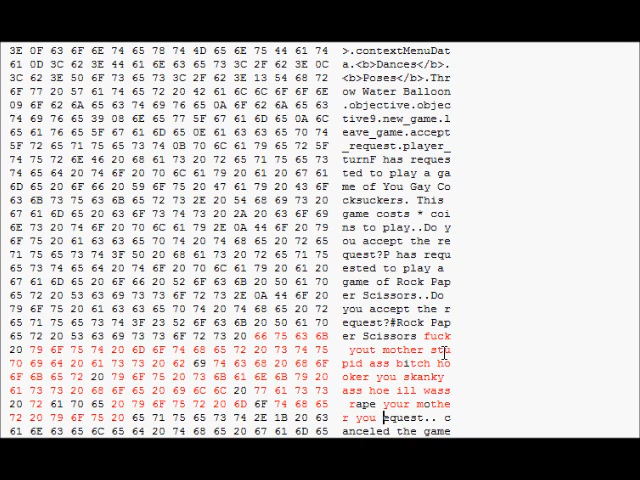 3E 0F 63 6F 6E 74 65 78 74 4D 65 6E 75 44 61 74 >.contextMenuDat
61 0D 3C 62 3E 44 61 6E 63 65 73 3C 2F 62 3E 0C a.<b>Dances</b>.
3C 62 3E 50 6F 73 65 73 3C 2F 62 3E 13 54 68 72 <b>Poses</b>.Thr
6F 77 20 57 61 74 65 72 20 42 61 6C 6C 6F 6F 6E ow Water Balloon
09 6F 62 6A 65 63 74 69 76 65 0A 6F 62 6A 65 63 .objective.objec
74 69 76 65 39 08 6E 65 77 5F 67 61 6D 65 0A 6C tive9.new_game.l
65 61 76 65 5F 67 61 6D 65 0E 61 63 63 65 70 74 eave_game.accept
5F 72 65 71 75 65 73 74 0B 70 6C 61 79 65 72 5F _request.player_
74 75 72 6E 46 20 68 61 73 20 72 65 71 75 65 73 turnF has reques
74 65 64 20 74 6F 20 70 6C 61 79 20 61 20 67 61 ted to play a ga
6D 65 20 6F 66 20 59 6F 75 20 47 61 79 20 43 6F me of You Gay Co
63 6B 73 75 63 6B 65 72 73 2E 20 54 68 69 73 20 cksuckers. This
67 61 6D 65 20 63 6F 73 74 73 20 2A 20 63 6F 69 game costs * coi
6E 73 20 74 6F 20 70 6C 61 79 2E 0A 44 6F 20 79 ns to play..Do y
6F 75 20 61 63 63 65 70 74 20 74 68 65 20 72 65 ou accept the re
71 75 65 73 74 3F 50 20 68 61 73 20 72 65 71 75 quest?P has requ
65 73 74 65 64 20 74 6F 20 70 6C 61 79 20 61 20 ested to play a
67 61 6D 65 20 6F 66 20 52 6F 63 6B 20 50 61 70 game of Rock Pap
65 72 20 53 63 69 73 73 6F 72 73 2E 0A 44 6F 20 er Scissors..Do
79 6F 75 20 61 63 63 65 70 74 20 74 68 65 20 72 you accept the r
65 71 75 65 73 74 3F 23 52 6F 63 6B 20 50 61 70 equest?#Rock Pap
65 72 20 53 63 69 73 73 6F 72 73 20 66 75 63 6B er Scissors fuck
20 79 6F 75 74 20 6D 6F 74 68 65 72 20 73 74 75 yout mother stu
70 69 64 20 61 73 73 20 62 69 74 63 68 20 68 6F pid ass bitch ho
6F 6B 65 72 20 79 6F 75 20 73 6B 61 6E 6B 79 20 oker you skanky
61 73 73 20 68 6F 65 20 69 6C 6C 20 77 61 73 73 ass hoe ill wass
20 72 61 70 65 20 79 6F 75 72 20 6D 6F 74 68 65 rape your mothe
72 20 79 6F 75 20 65 71 75 65 73 74 2E 1B 20 63 r you equest.. c
61 6E 63 65 6C 65 64 20 74 68 65 20 67 61 6D 65 anceled the game